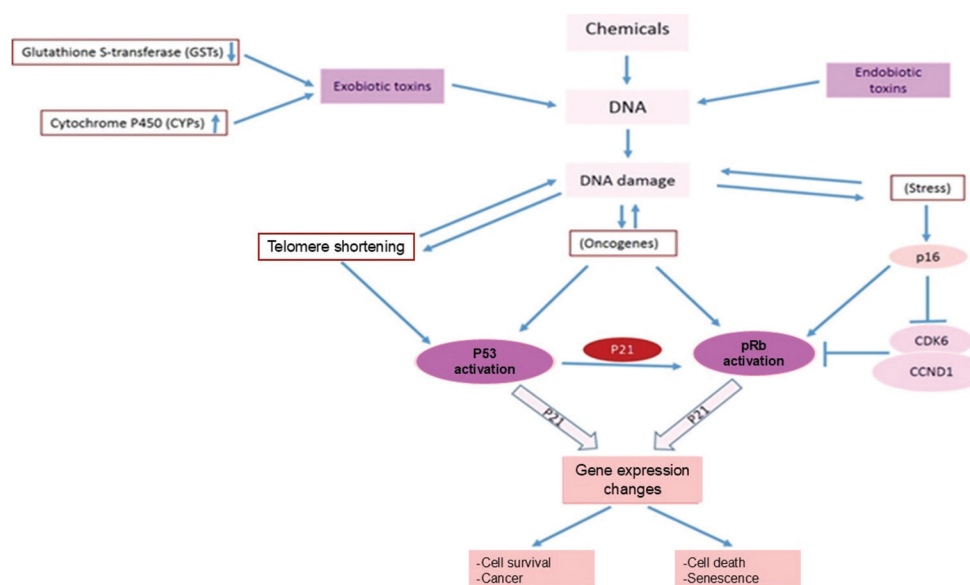 Chemicals
Glutathione S-transferase (GSTs)
Exobiotic toxins
Endobiotic
toxins
Cytochrome P450 (CYPs)
DNA
DNA damage
(Stress)
Telomere shortening
(Oncogenes)
p16
P53
activation
P21
pRb
activation
CDK6
CCND1
P21
P21
Gene expression
changes
-Cell survival
-Cancer
-Cell death
-Senescence